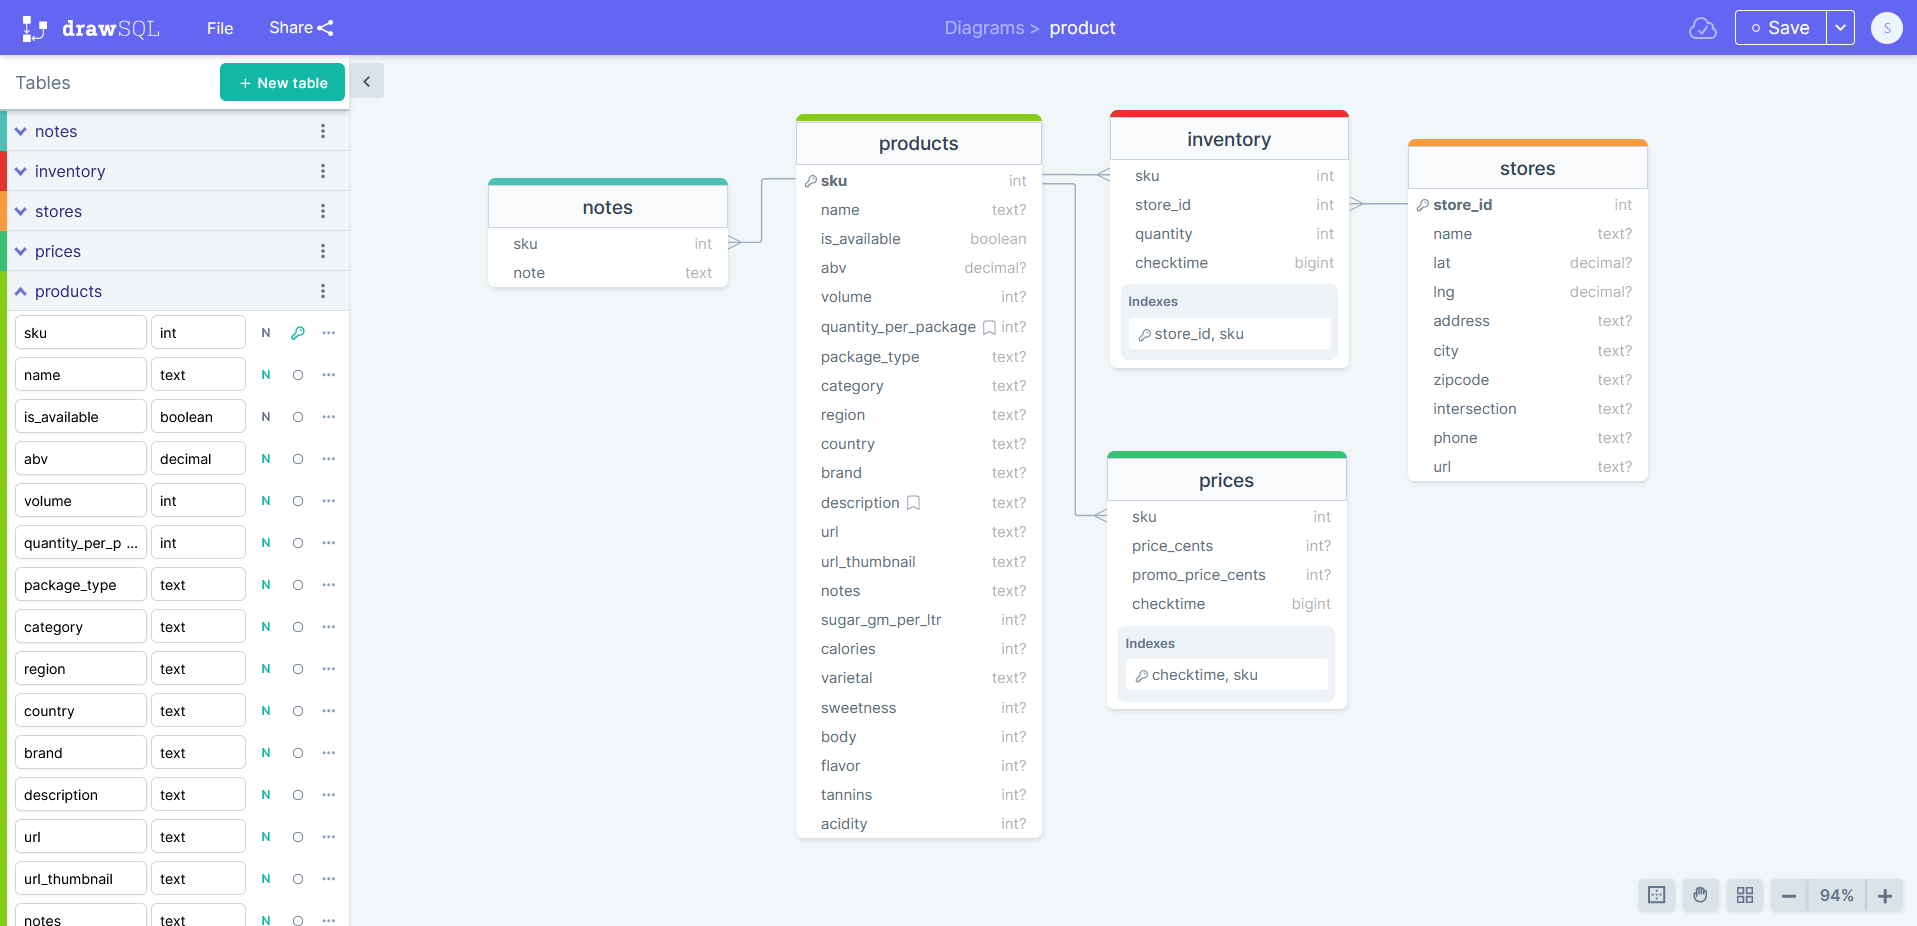 drawSQL
File
Share
Diagrams > product
Save
S
Tables
+ New table
notes
inventory
stores
prices
products
sku int N
name text N
is_available boolean N
abv decimal N
volume int N
quantity_per_p ... int N
package_type text N
category text N
region text N
country text N
brand text N
description text N
url text N
url_thumbnail text N
notes text N
notes
sku int
note text
products
sku int
name text?
is_available boolean
abv decimal?
volume int?
quantity_per_package int?
package_type text?
category text?
region text?
country text?
brand text?
description text?
url text?
url_thumbnail text?
notes text?
sugar_gm_per_ltr int?
calories int?
varietal text?
sweetness int?
body int?
flavor int?
tannins int?
acidity int?
inventory
sku int
store_id int
quantity int
checktime bigint
Indexes
store_id, sku
prices
sku int
price_cents int?
promo_price_cents int?
checktime bigint
Indexes
checktime, sku
stores
store_id int
name text?
lat decimal?
lng decimal?
address text?
city text?
zipcode text?
intersection text?
phone text?
url text?
94%